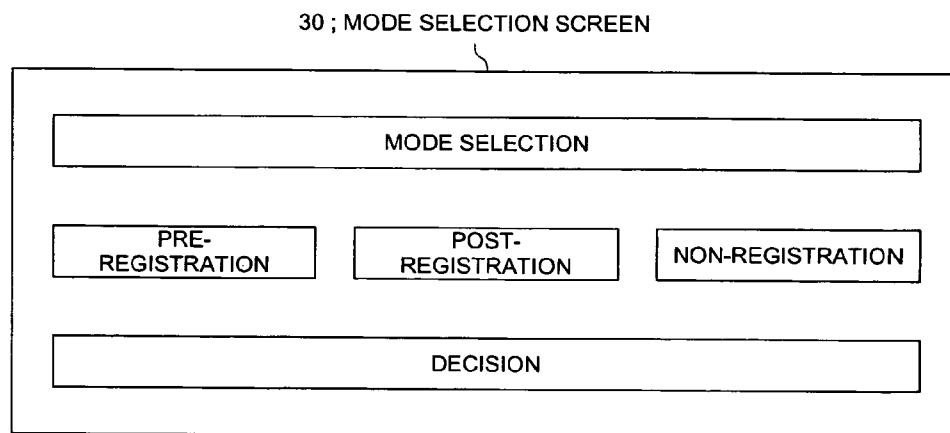 30 ; MODE SELECTION SCREEN
MODE SELECTION
PRE-
REGISTRATION
POST-
REGISTRATION
NON-REGISTRATION
DECISION